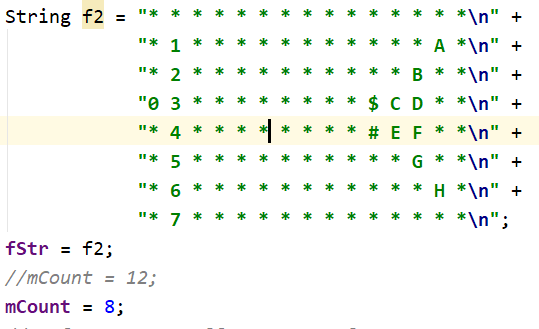 String f2 = "* * * * * * * * * * * * * * *\n" +
"* 1 * * * * * * * * * * * A *\n" +
"* 2 * * * * * * * * * * B * *\n" +
"0 3 * * * * * * * * $ C D * *\n" +
"* 4 * * * * * * * * # E F * *\n" +
"* 5 * * * * * * * * * * G * *\n" +
"* 6 * * * * * * * * * * * H *\n" +
"* 7 * * * * * * * * * * * * *\n";
fStr = f2;
//mCount = 12;
mCount = 8;